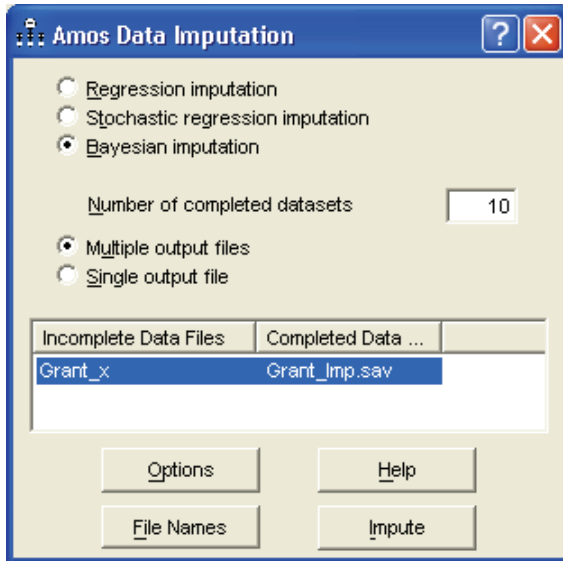 Amos Data Imputation
Regression imputation
Stochastic regression imputation
Bayesian imputation
Number of completed datasets 10
Multiple output files
Single output file
Incomplete Data Files Completed Data ...
Grant_x Grant_Imp.sav
Options Help
File Names Impute